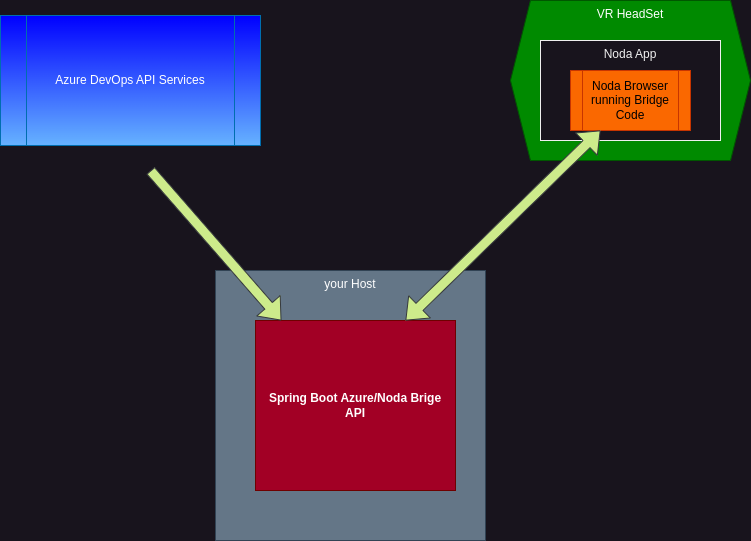 VR HeadSet
Azure DevOps API Services
Noda App
Noda Browser
running Bridge
Code
your Host
Spring Boot Azure/Noda Brige
API